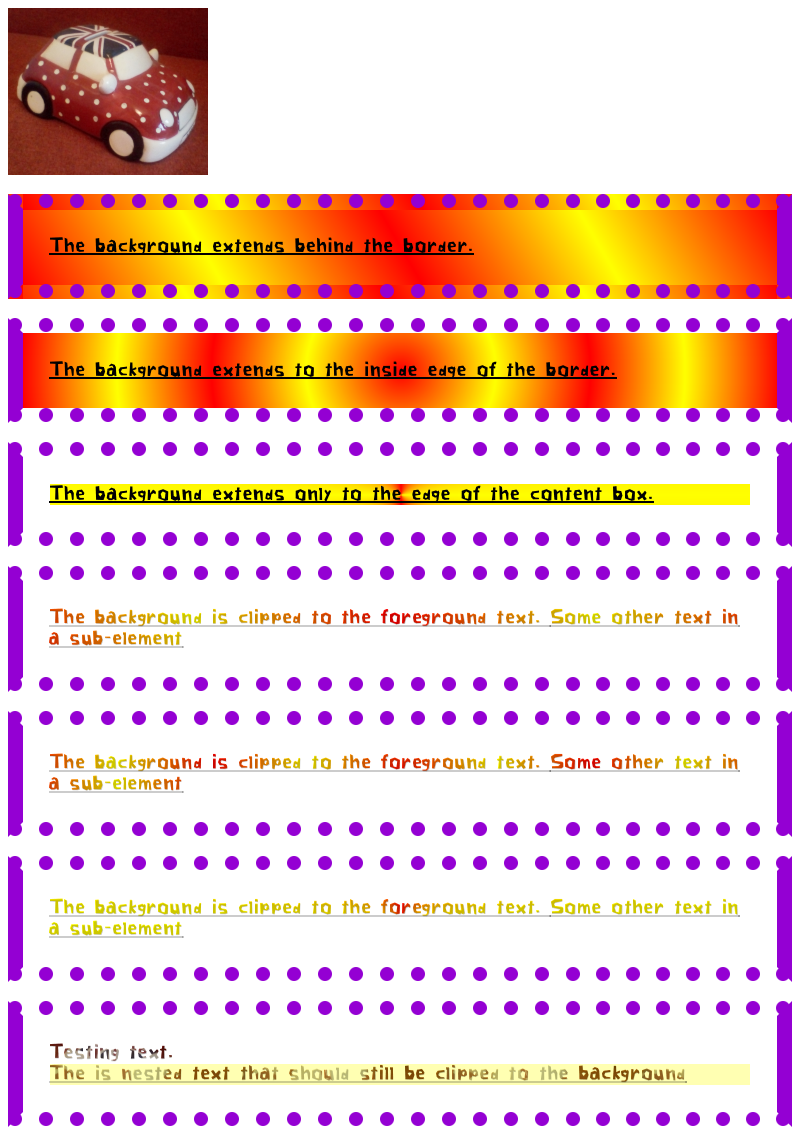 The background extends behind the border.
The background extends to the inside edge of the border.
The background extends only to the edge of the content box.
The background is clipped to the foreground text. Some other text in
a sub-element
The background is clipped to the foreground text. Some other text in
a sub-element
The background is clipped to the foreground text. Some other text in
a sub-element
Testing text.
The is nested text that should still be clipped to the background